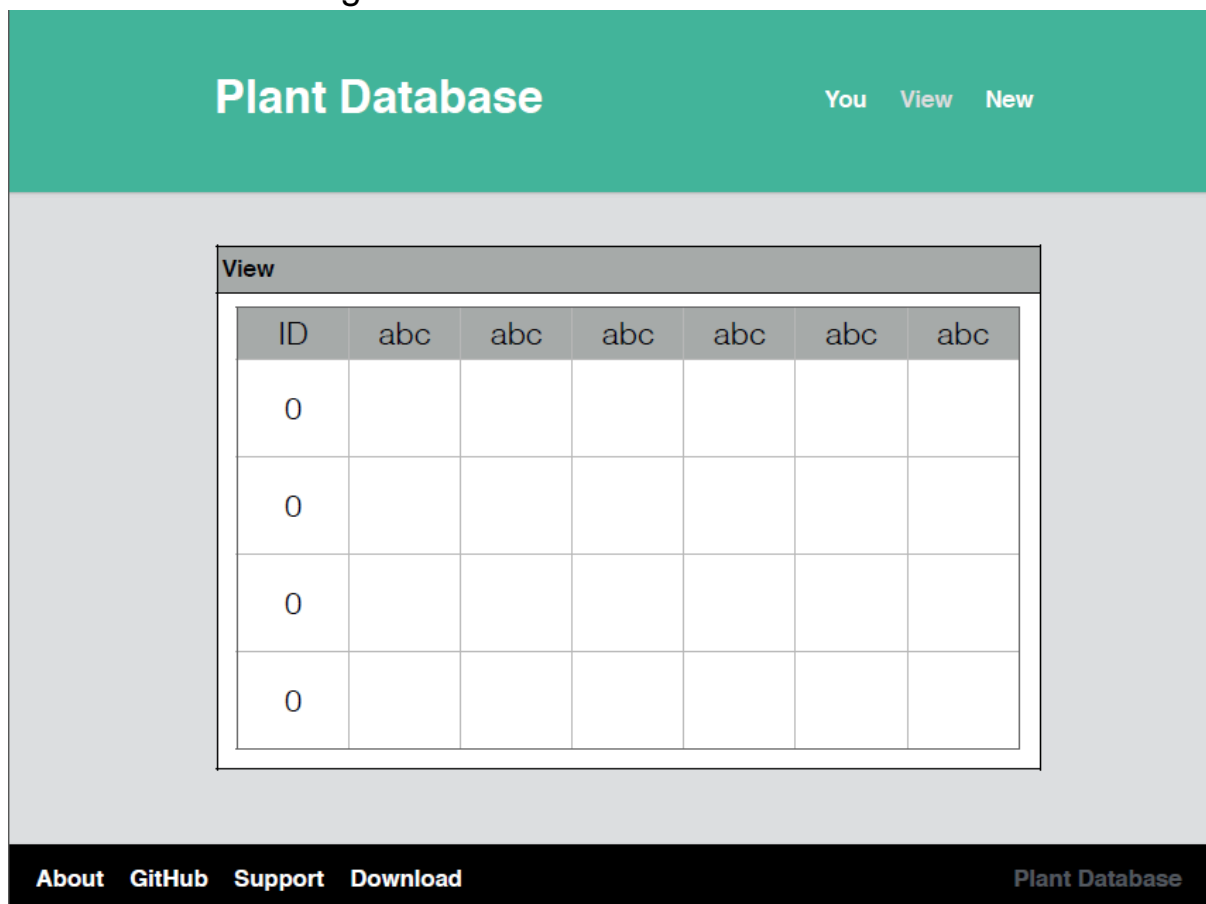 Plant Database
You View New
View
ID abc abc abc abc abc abc
0
0
0
0
About GitHub Support Download
Plant Database